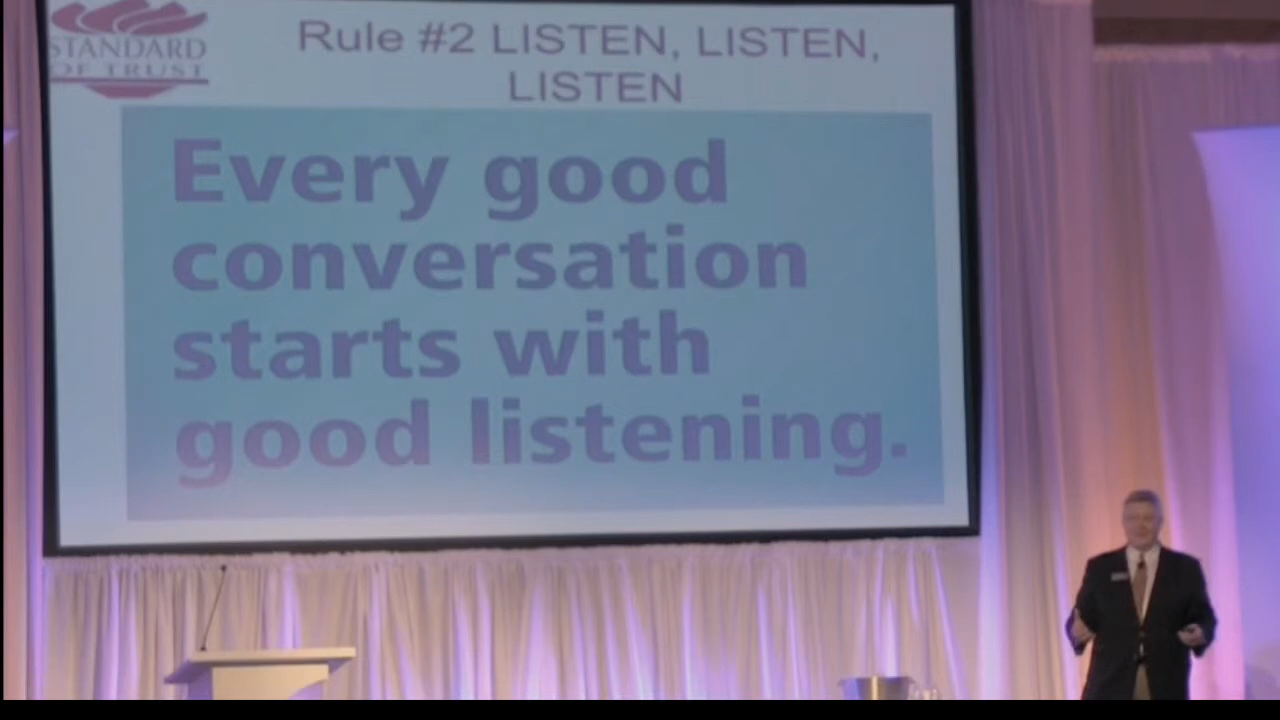 STANDARD
OF TRUST
Rule #2 LISTEN, LISTEN,
LISTEN
Every good
conversation
starts with
good listening.